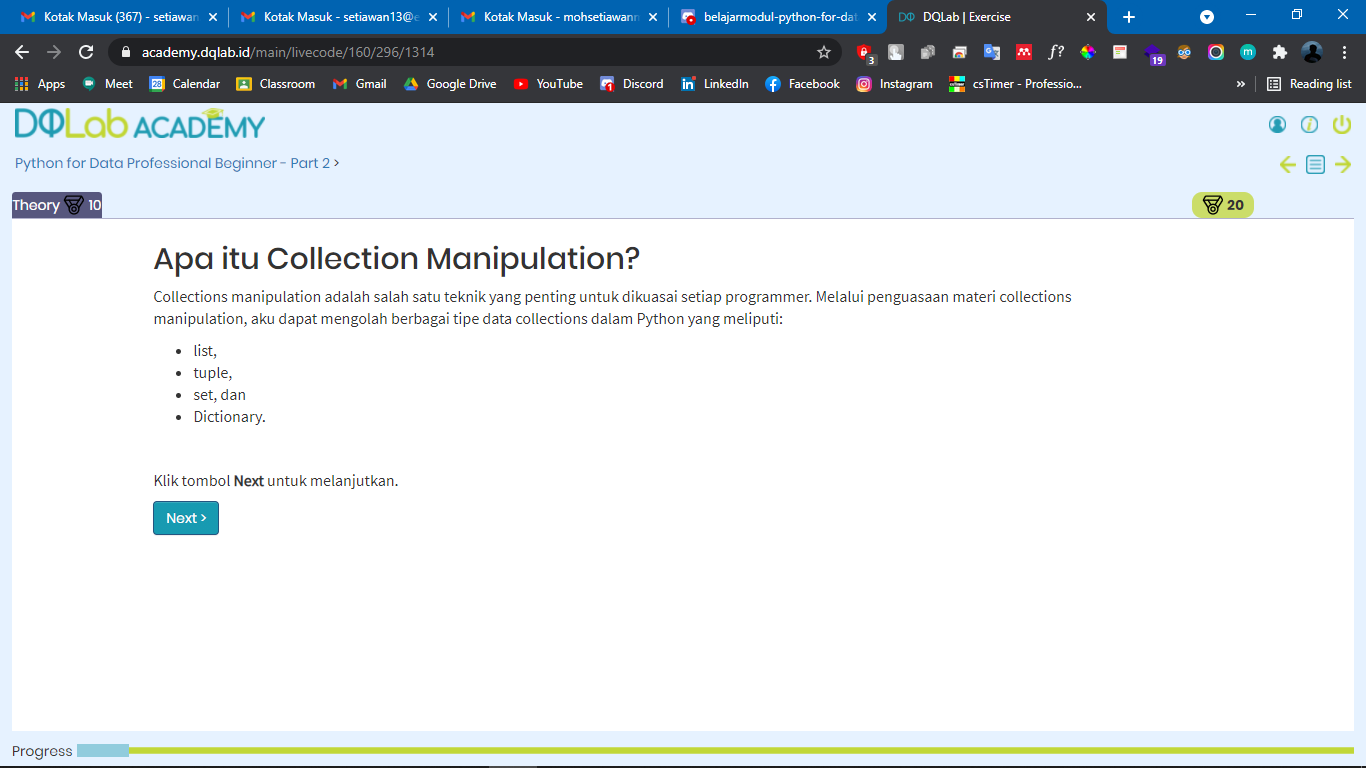 Kotak Masuk (367) - setiawan
Kotak Masuk - setiawan13@e
Kotak Masuk - mohsetiawann
belajarmodul-python-for-dat
DQLab | Exercise
academy.dqlab.id/main/livecode/160/296/1314
f?
3
19
m
Apps
Meet
28
Calendar
Classroom
Gmail
Google Drive
YouTube
1
Discord
LinkedIn
Facebook
Instagram
csTimer - Professio...
»
Reading list
DQLab ACADEMY
Python for Data Professional Beginner - Part 2 >
Theory 10
20
Apa itu Collection Manipulation?
Collections manipulation adalah salah satu teknik yang penting untuk dikuasai setiap programmer. Melalui penguasaan materi collections
manipulation, aku dapat mengolah berbagai tipe data collections dalam Python yang meliputi:
• list,
• tuple,
• set, dan
• Dictionary.
Klik tombol Next untuk melanjutkan.
Next >
Progress